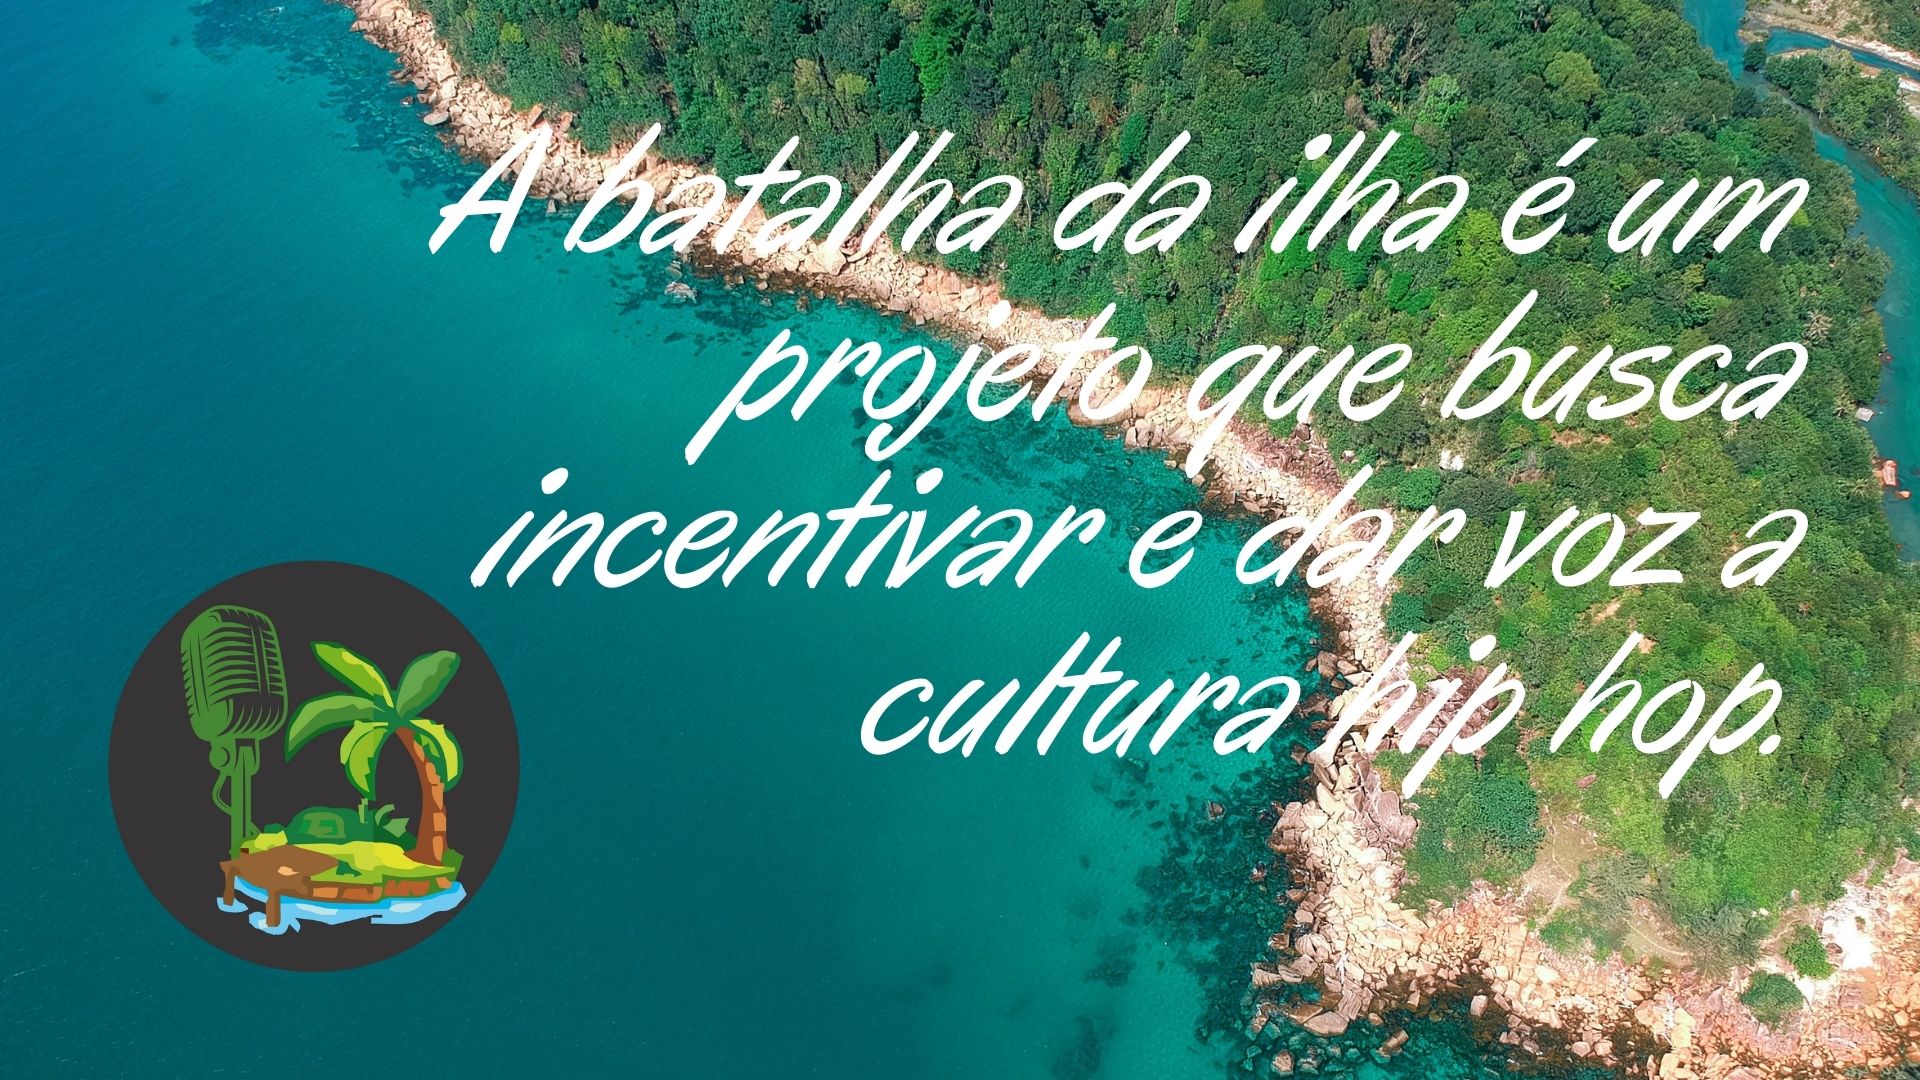 A batalha da ilha é um
projeto que busca
incentivar e dar voz a
cultura hip hop.